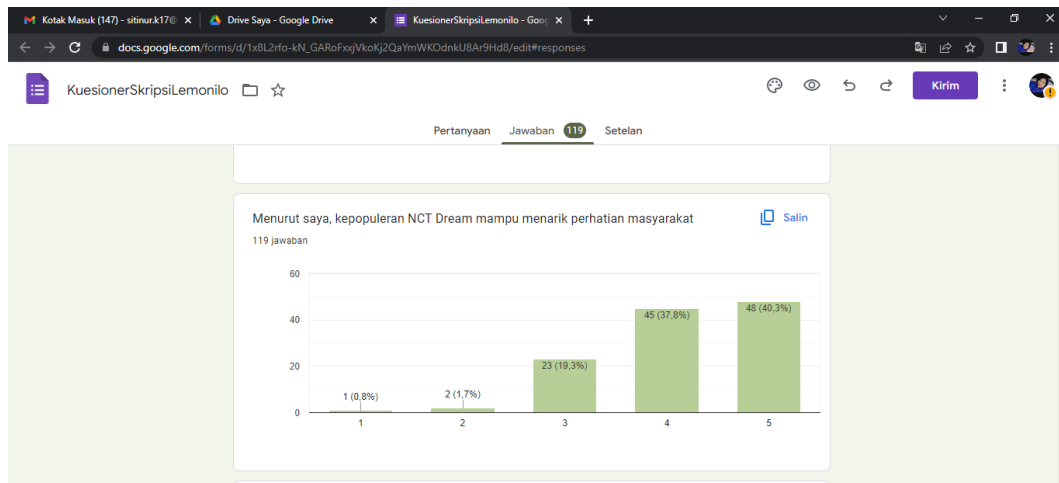 Kotak Masuk (147) - sitinur.k17@
Drive Saya - Google Drive
KuesionerSkripsiLemonilo - Goog
docs.google.com/forms/d/1x8L2rfo-kN_GARoFxxjVkoKj2QaYmWKOdnkU8Ar9Hd8/edit#responses
KuesionerSkripsiLemonilo
Kirim
Pertanyaan Jawaban 119 Setelan
Menurut saya, kepopuleran NCT Dream mampu menarik perhatian masyarakat
Salin
119 jawaban
60
40
20
0
1 (0,8%)
2 (1,7%)
23 (19,3%)
45 (37,8%)
48 (40,3%)
1 2 3 4 5